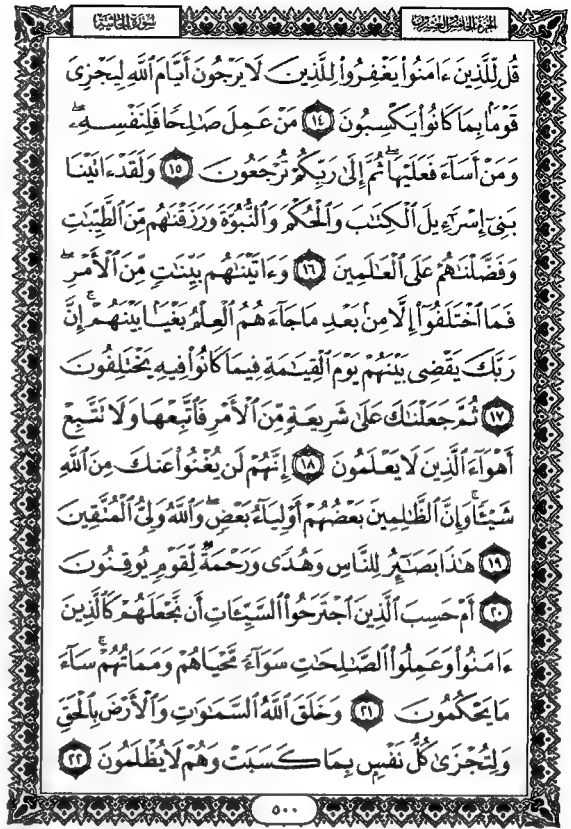 الجزء الخامس والعشرون
سورة الجاثية
قُل لِّلَّذِينَ ءَامَنُوا۟ يَغْفِرُوا۟ لِلَّذِينَ لَا يَرْجُونَ أَيَّامَ ٱللَّهِ لِيَجْزِىَ
قَوْمًۢا بِمَا كَانُوا۟ يَكْسِبُونَ ١٤ مَنْ عَمِلَ صَٰلِحًا فَلِنَفْسِهِۦ ۖ
وَمَنْ أَسَآءَ فَعَلَيْهَا ۖ ثُمَّ إِلَىٰ رَبِّكُمْ تُرْجَعُونَ ١٥ وَلَقَدْ ءَاتَيْنَا
بَنِىٓ إِسْرَٰٓءِيلَ ٱلْكِتَٰبَ وَٱلْحُكْمَ وَٱلنُّبُوَّةَ وَرَزَقْنَٰهُم مِّنَ ٱلطَّيِّبَٰتِ
وَفَضَّلْنَٰهُمْ عَلَى ٱلْعَٰلَمِينَ ١٦ وَءَاتَيْنَٰهُم بَيِّنَٰتٍ مِّنَ ٱلْأَمْرِ ۖ
فَمَا ٱخْتَلَفُوٓا۟ إِلَّا مِنۢ بَعْدِ مَا جَآءَهُمُ ٱلْعِلْمُ بَغْيًۢا بَيْنَهُمْ ۚ إِنَّ
رَبَّكَ يَقْضِى بَيْنَهُمْ يَوْمَ ٱلْقِيَٰمَةِ فِيمَا كَانُوا۟ فِيهِ يَخْتَلِفُونَ
١٧ ثُمَّ جَعَلْنَٰكَ عَلَىٰ شَرِيعَةٍ مِّنَ ٱلْأَمْرِ فَٱتَّبِعْهَا وَلَا نَتَّبِعْ
أَهْوَآءَ ٱلَّذِينَ لَا يَعْلَمُونَ ١٨ إِنَّهُمْ لَن يُغْنُوا۟ عَنكَ مِنَ ٱللَّهِ
شَيْـًٔا ۚ وَإِنَّ ٱلظَّٰلِمِينَ بَعْضُهُمْ أَوْلِيَآءُ بَعْضٍ ۖ وَٱللَّهُ وَلِىُّ ٱلْمُتَّقِينَ
١٩ هَٰذَا بَصَٰٓئِرُ لِلنَّاسِ وَهُدًى وَرَحْمَةٌ لِّقَوْمٍ يُوقِنُونَ
٢٠ أَمْ حَسِبَ ٱلَّذِينَ ٱجْتَرَحُوا۟ ٱلسَّيِّـَٔاتِ أَن نَّجْعَلَهُمْ كَٱلَّذِينَ
ءَامَنُوا۟ وَعَمِلُوا۟ ٱلصَّٰلِحَٰتِ سَوَآءً مَّحْيَاهُمْ وَمَمَاتُهُمْ ۚ سَآءَ
مَا يَحْكُمُونَ ٢١ وَخَلَقَ ٱللَّهُ ٱلسَّمَٰوَٰتِ وَٱلْأَرْضَ بِٱلْحَقِّ
وَلِتُجْزَىٰ كُلُّ نَفْسٍۭ بِمَا كَسَبَتْ وَهُمْ لَا يُظْلَمُونَ ٢٢
٥٠٠